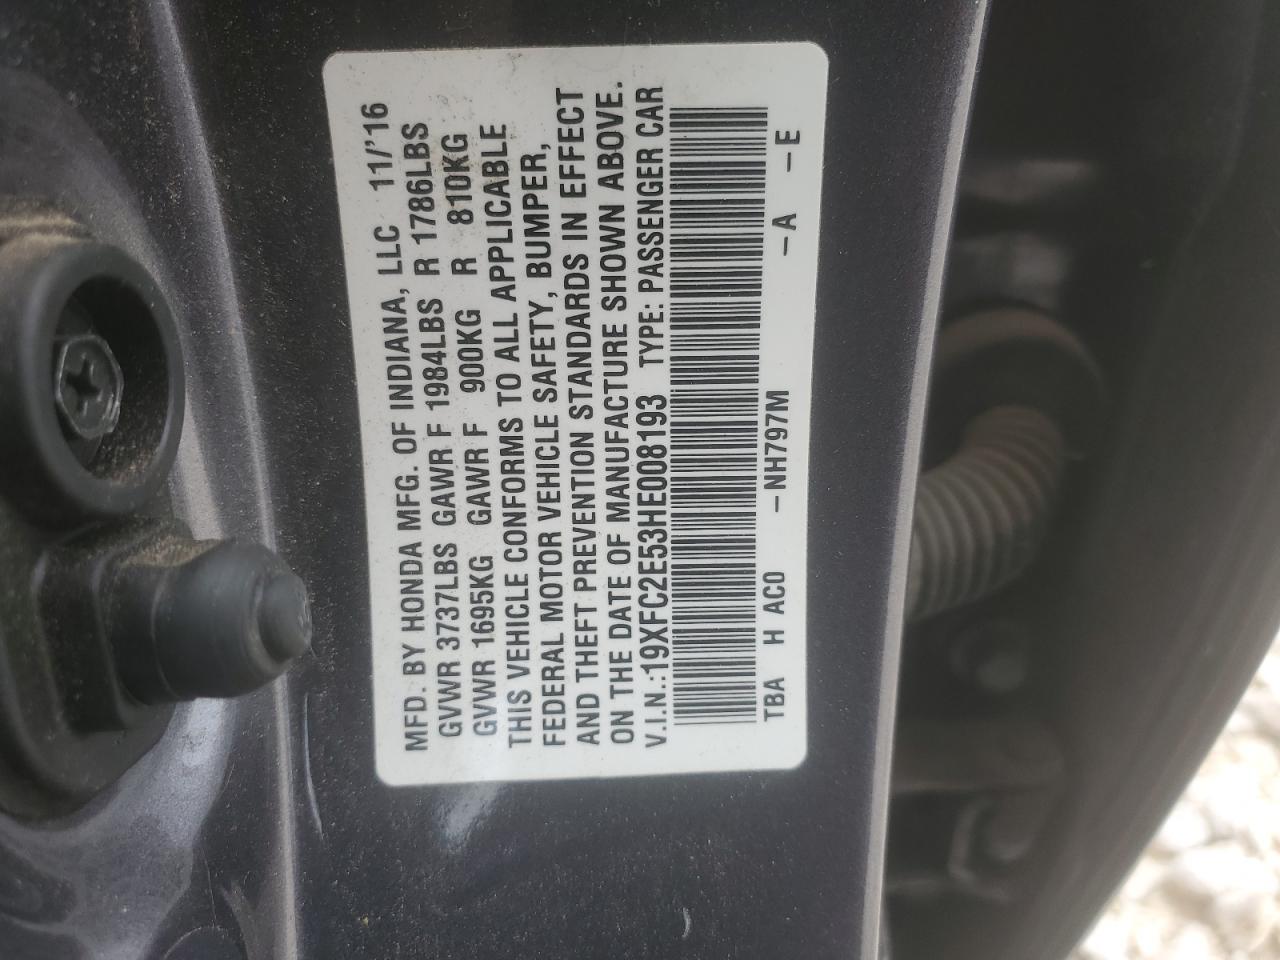 MFD. BY HONDA MFG. OF INDIANA, LLC 11/'16
GVWR 3737LBS GAWR F 1984LBS R 1786LBS
GVWR 1695KG GAWR F 900KG R 810KG
THIS VEHICLE CONFORMS TO ALL APPLICABLE
FEDERAL MOTOR VEHICLE SAFETY, BUMPER,
AND THEFT PREVENTION STANDARDS IN EFFECT
ON THE DATE OF MANUFACTURE SHOWN ABOVE.
V.I.N.:19XFC2E53HE008193 TYPE: PASSENGER CAR
TBA H AC0 -NH797M -A -E